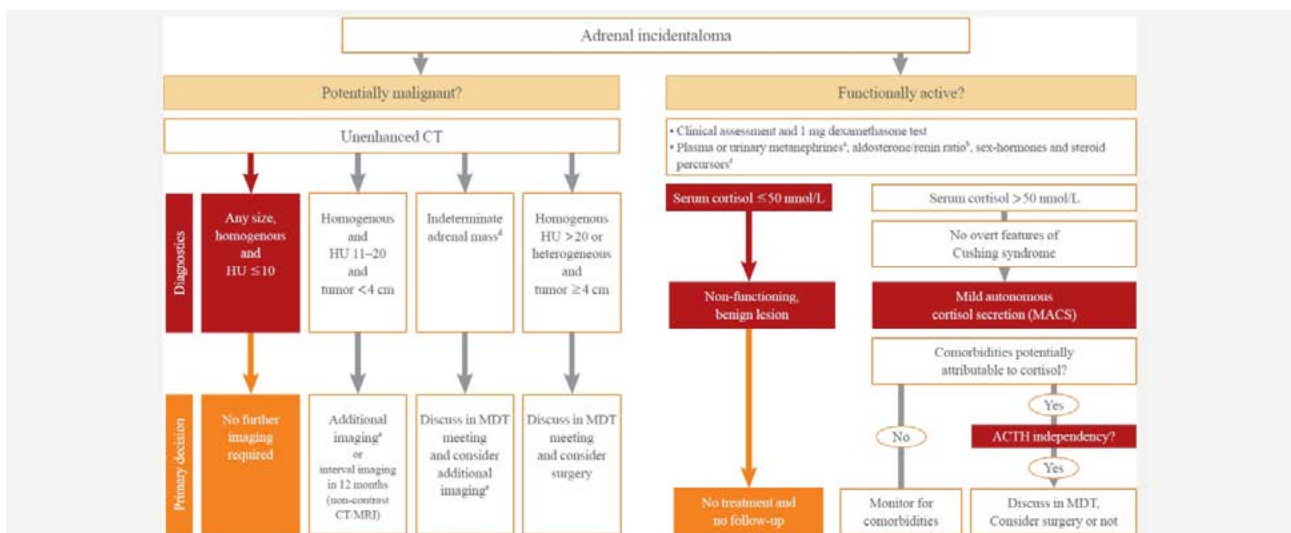 Adrenal incidentaloma
Potentially malignant?
Unenhanced CT
Diagnostics
Any size,
homogenous
and
HU ≤10
Homogenous
and
HU 11–20
and
tumor <4 cm
Indeterminate
adrenal mass^d
Homogenous
HU >20 or
heterogeneous
and
tumor ≥4 cm
Primary decision
No further
imaging
required
Additional
imaging^e
or
interval imaging
in 12 months
(non-contrast
CT/MRI)
Discuss in MDT
meeting
and consider
additional
imaging^e
Discuss in MDT
meeting
and consider
surgery
Functionally active?
• Clinical assessment and 1 mg dexamethasone test
• Plasma or urinary metanephrines^a, aldosterone/renin ratio^b, sex-hormones and steroid
percursors^c
Serum cortisol ≤50 nmol/L
Non-functioning,
benign lesion
No treatment and
no follow-up
Serum cortisol >50 nmol/L
No overt features of
Cushing syndrome
Mild autonomous
cortisol secretion (MACS)
Comorbidities potentially
attributable to cortisol?
No
Monitor for
comorbidities
Yes
ACTH independency?
Yes
Discuss in MDT,
Consider surgery or not